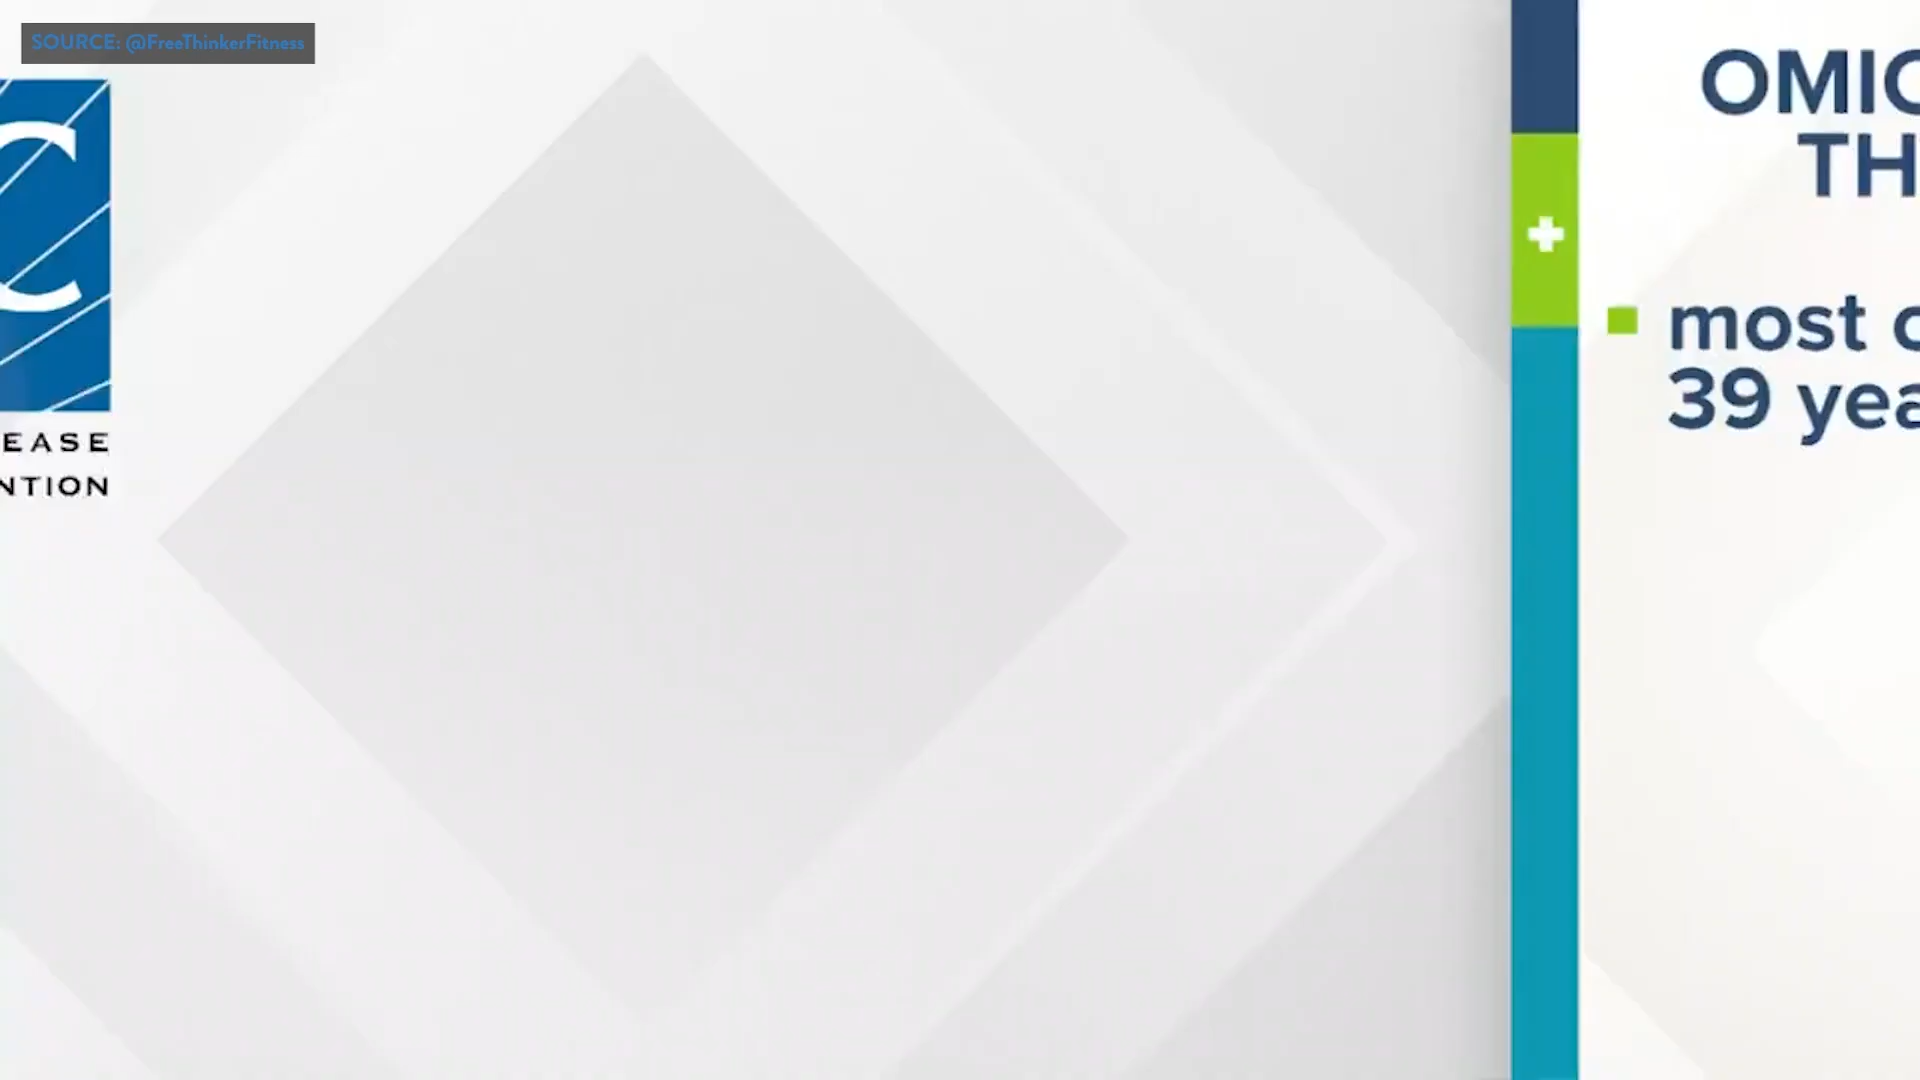 SOURCE: @FreeThinkerFitness
C
EASE
NTION
OMIC
TH
most c
39 yea